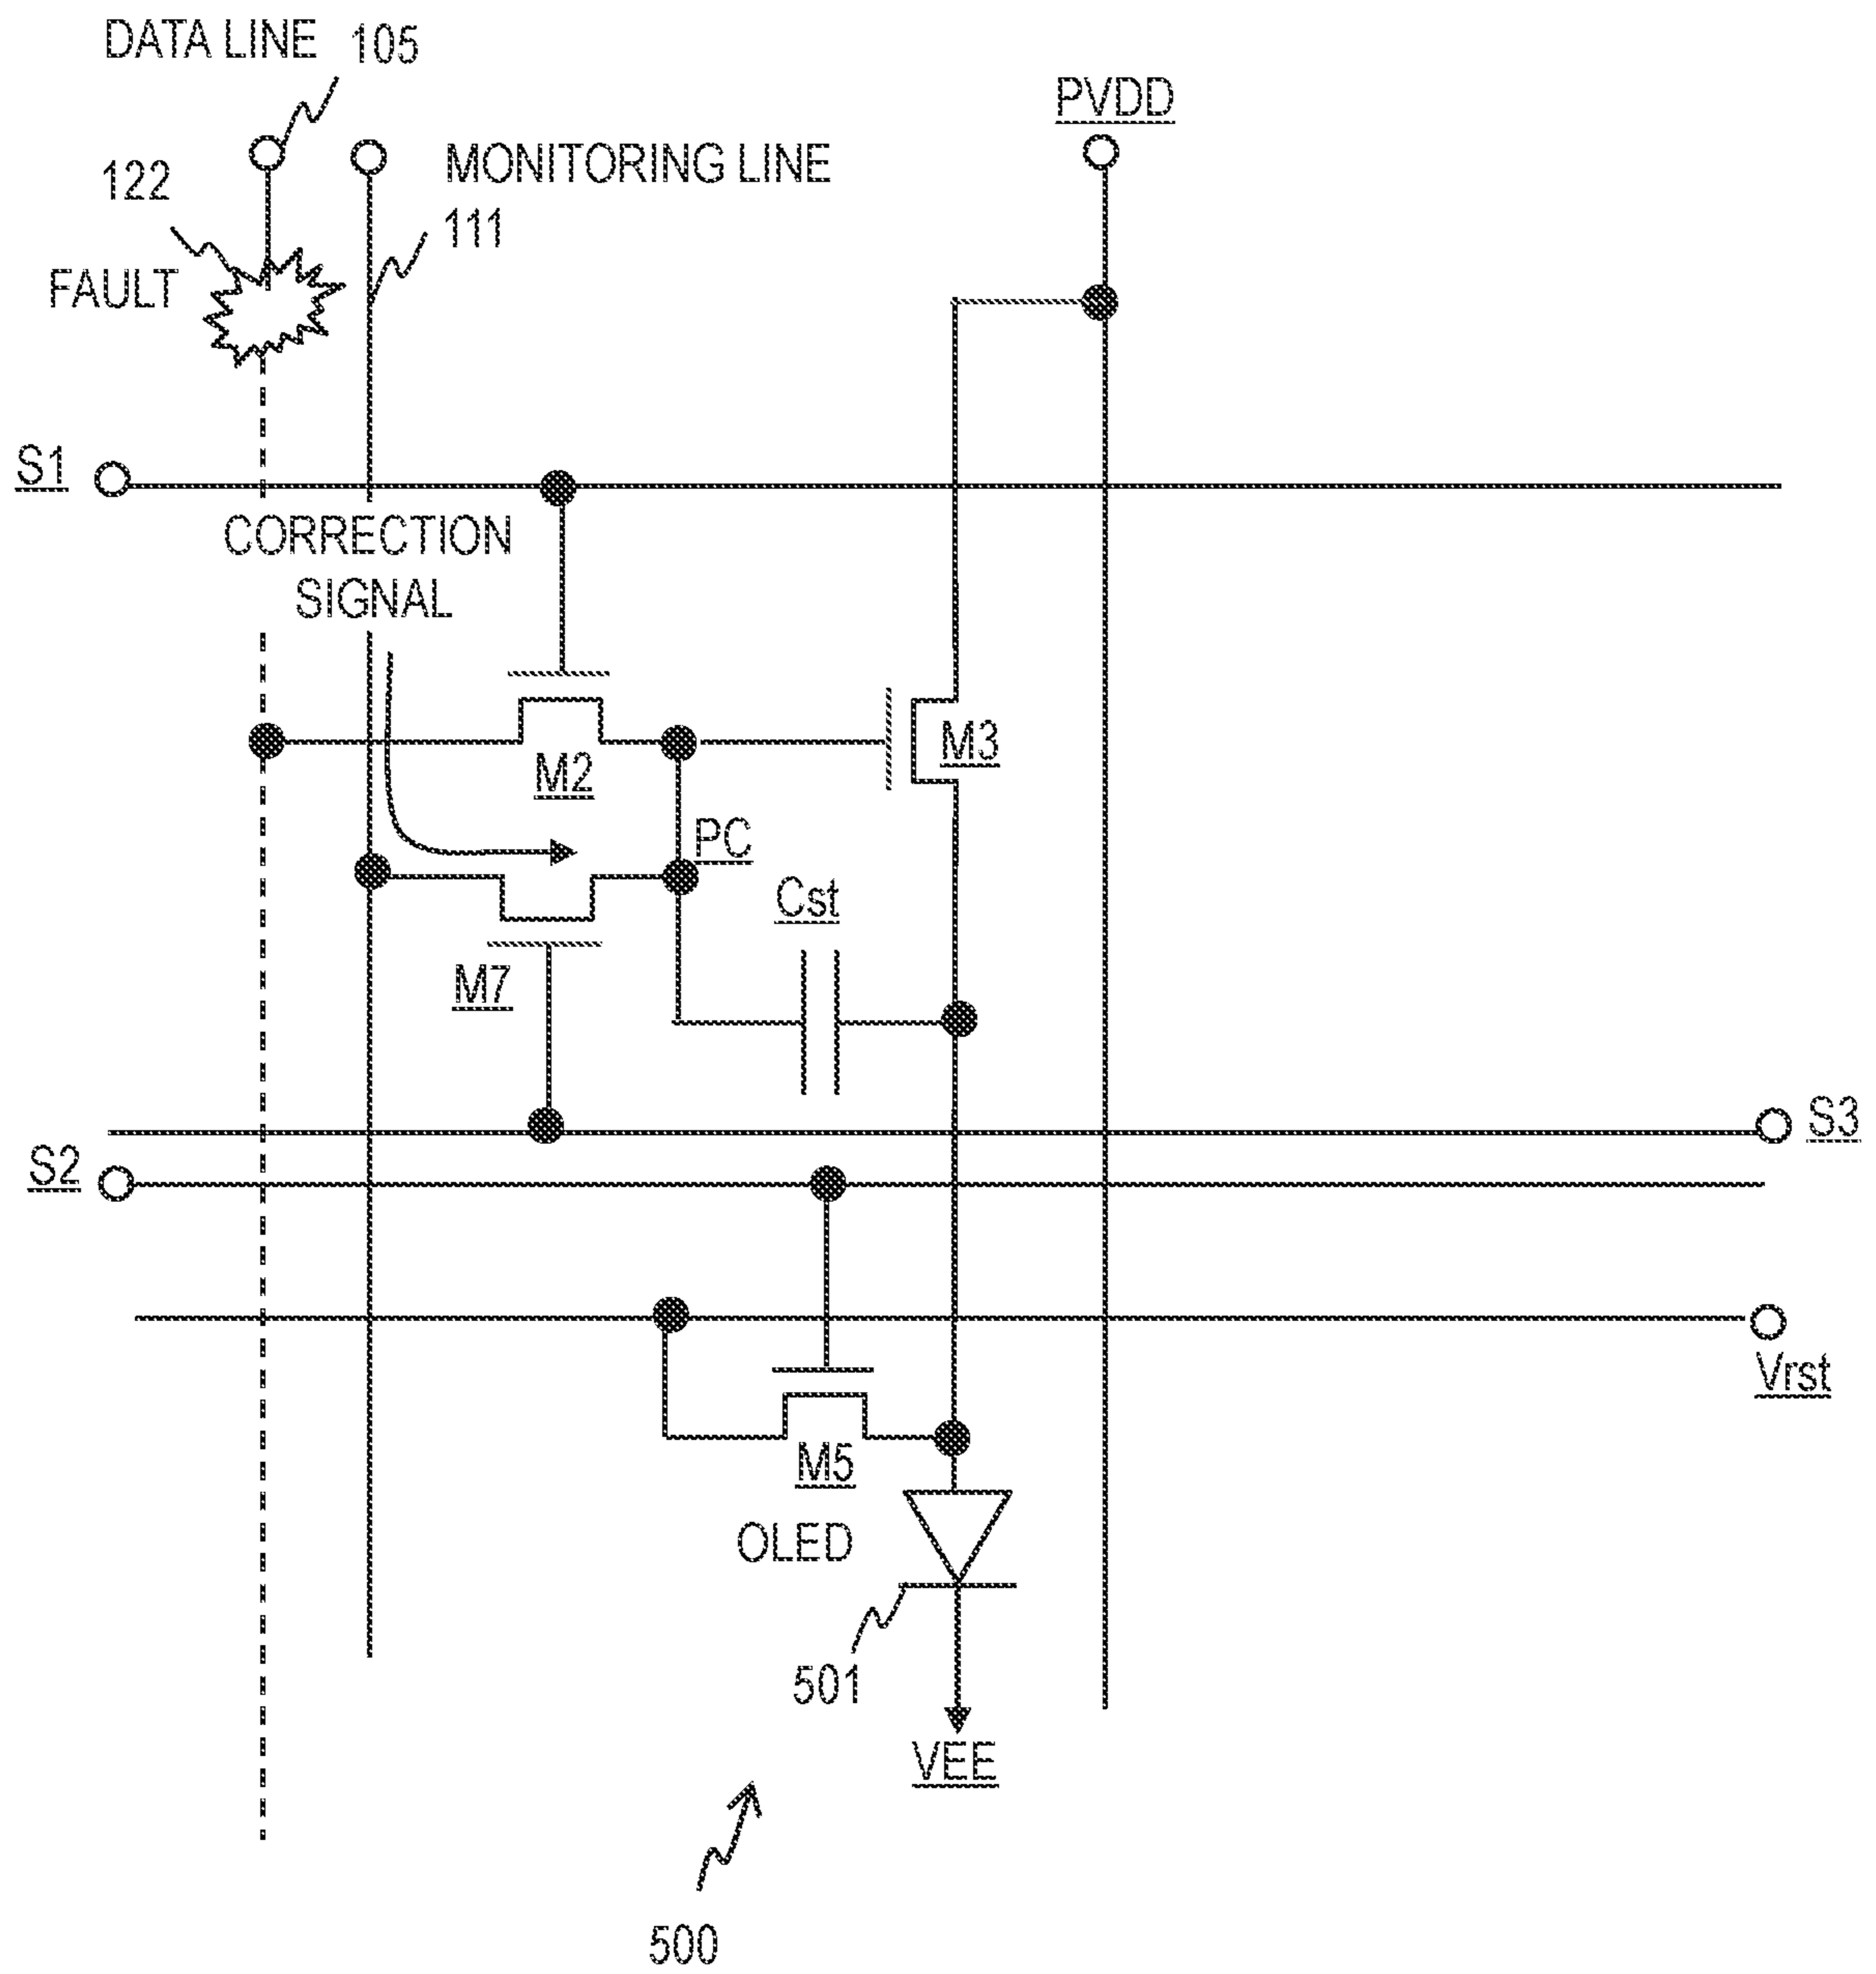 DATA LINE 105
PVDD
122
MONITORING LINE
111
FAULT
S1
CORRECTION
SIGNAL
M2
M3
PC
Cst
M7
S3
S2
Vrst
M5
OLED
501
VEE
500